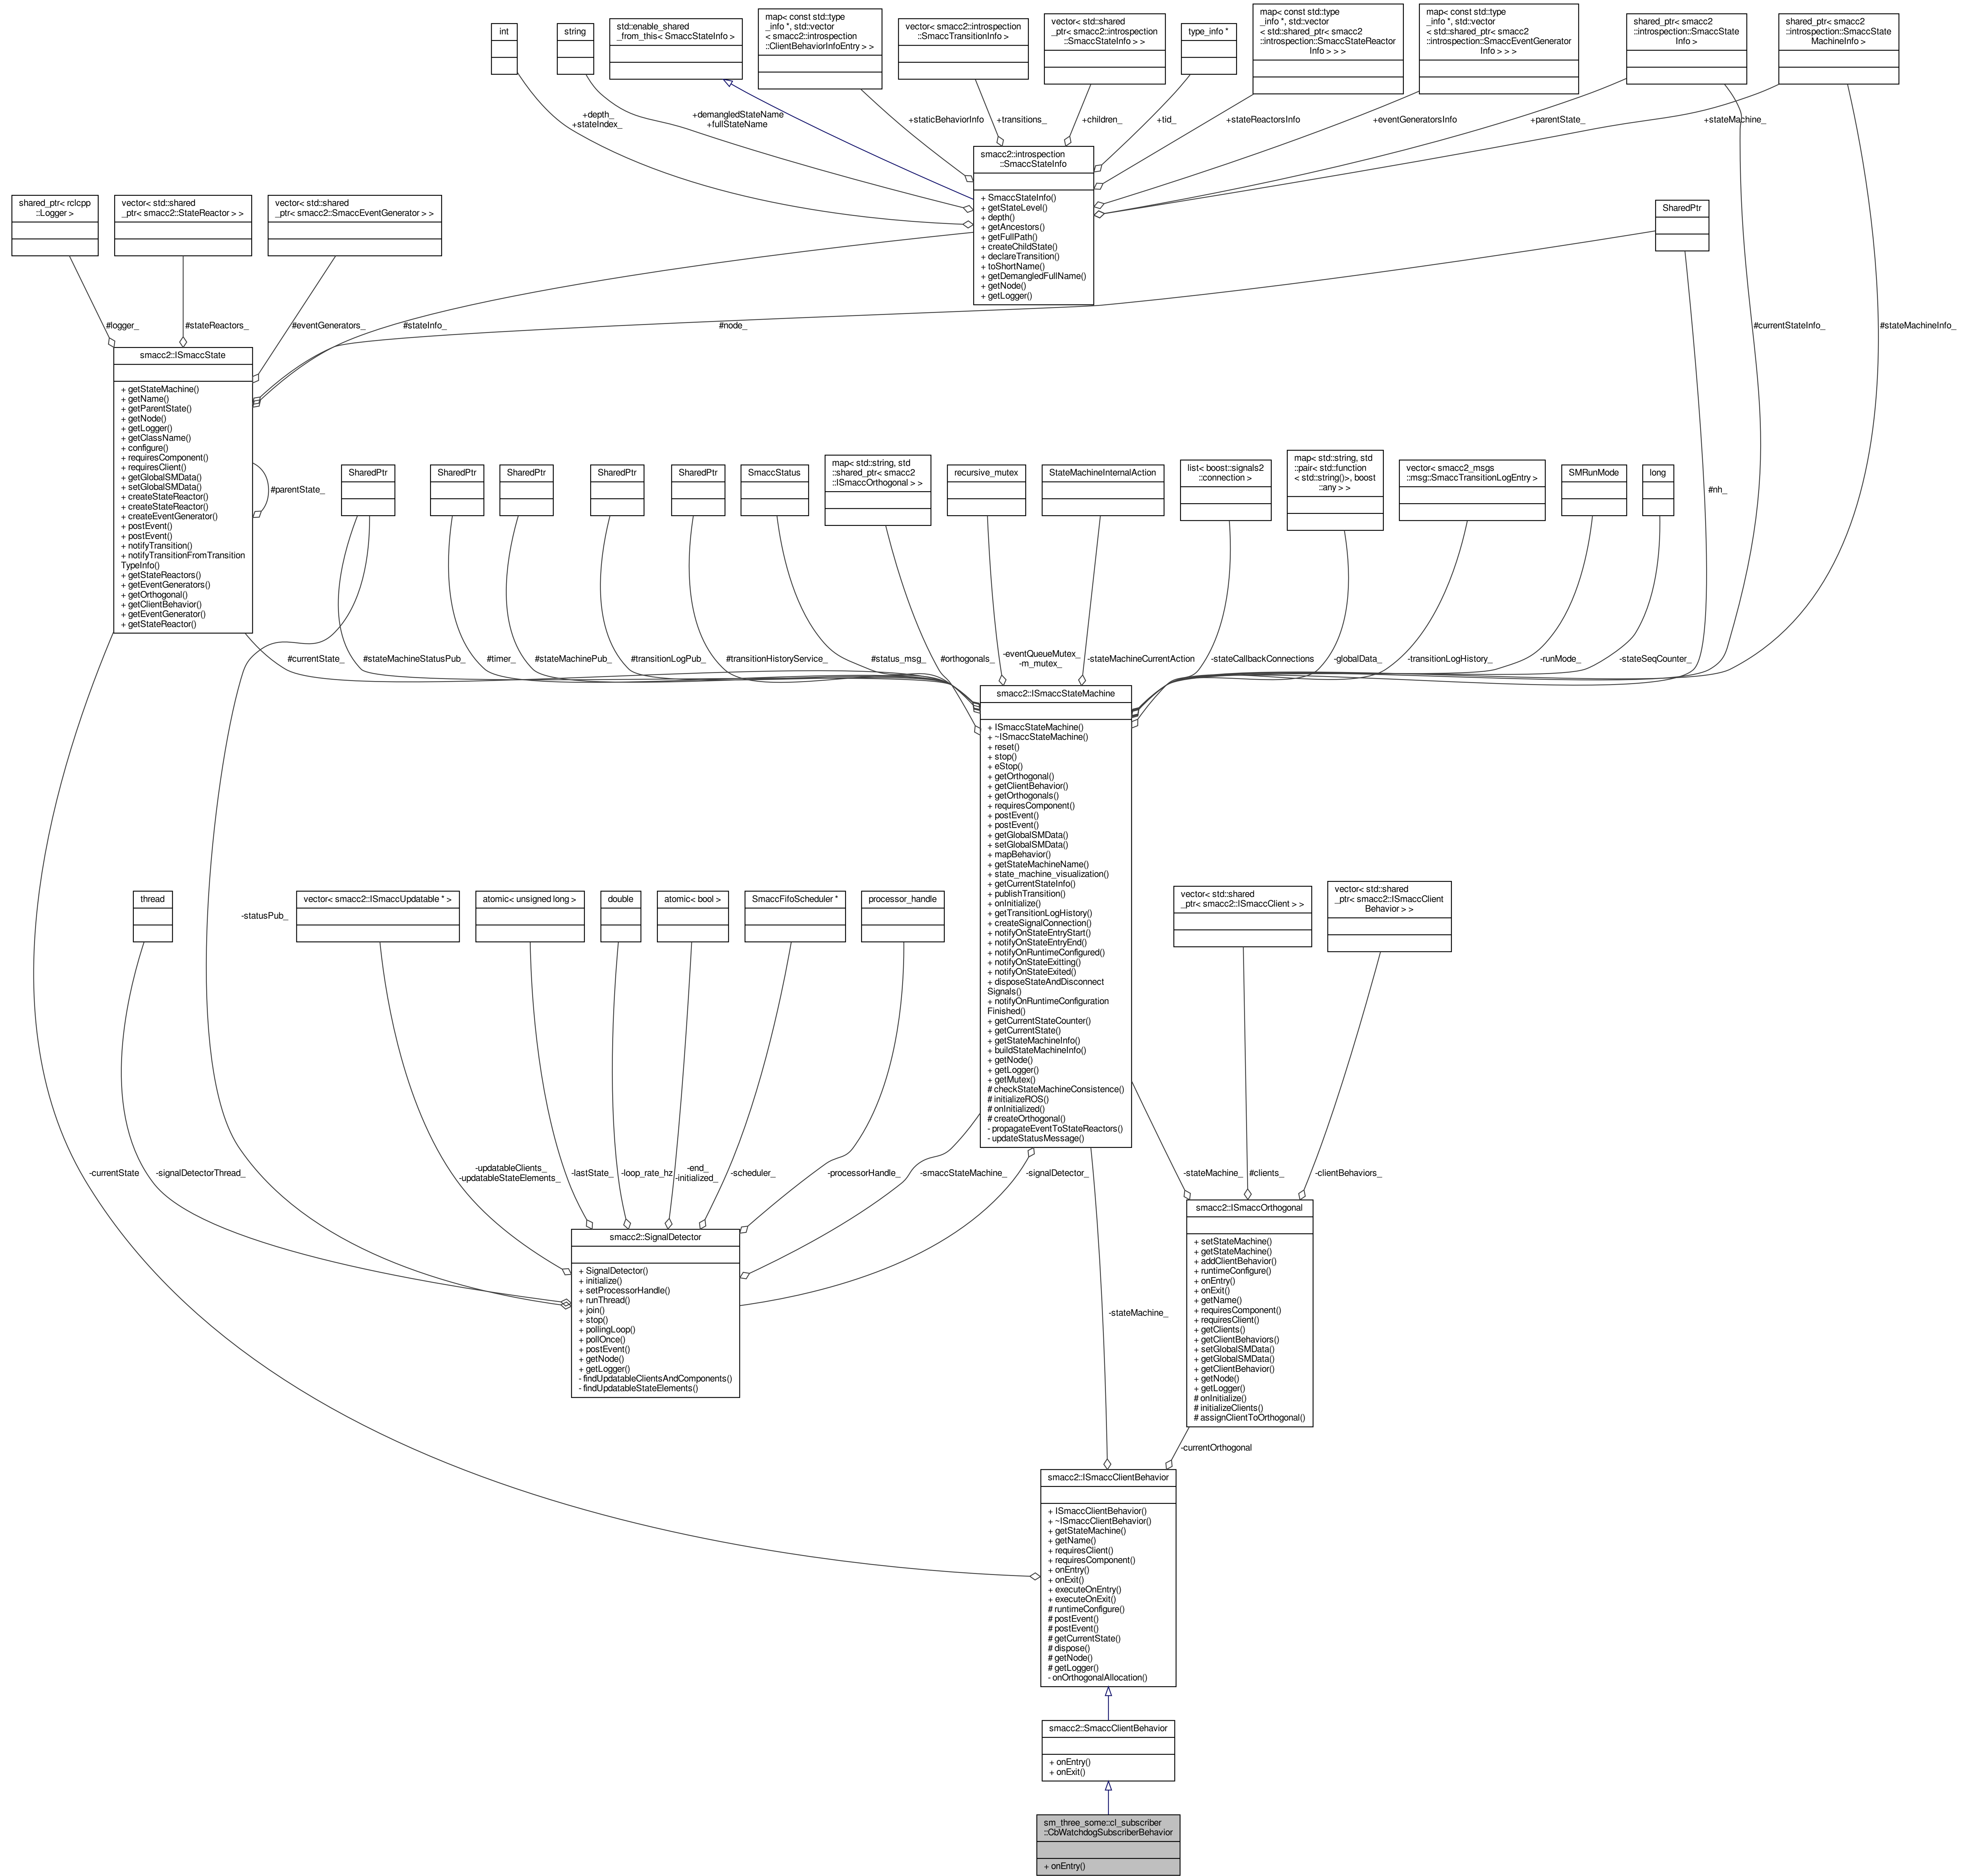 int
string
std::enable_shared
_from_this< SmaccStateInfo >
map< const std::type
_info *, std::vector
< smacc2::introspection
::ClientBehaviorInfoEntry > >
vector< smacc2::introspection
::SmaccTransitionInfo >
vector< std::shared
_ptr< smacc2::introspection
::SmaccStateInfo > >
type_info *
map< const std::type
_info *, std::vector
< std::shared_ptr< smacc2
::introspection::SmaccStateReactor
Info > > >
map< const std::type
_info *, std::vector
< std::shared_ptr< smacc2
::introspection::SmaccEventGenerator
Info > > >
shared_ptr< smacc2
::introspection::SmaccState
Info >
shared_ptr< smacc2
::introspection::SmaccState
MachineInfo >
+depth_
+stateIndex_
+demangledStateName
+fullStateName
+staticBehaviorInfo
+transitions_
+children_
+tid_
+stateReactorsInfo
+eventGeneratorsInfo
+parentState_
+stateMachine_
smacc2::introspection
::SmaccStateInfo
+ SmaccStateInfo()
+ getStateLevel()
+ depth()
+ getAncestors()
+ getFullPath()
+ createChildState()
+ declareTransition()
+ toShortName()
+ getDemangledFullName()
+ getNode()
+ getLogger()
shared_ptr< rclcpp
::Logger >
vector< std::shared
_ptr< smacc2::StateReactor > >
vector< std::shared
_ptr< smacc2::SmaccEventGenerator > >
SharedPtr
#logger_
#stateReactors_
#eventGenerators_
#stateInfo_
#node_
#currentStateInfo_
#stateMachineInfo_
smacc2::ISmaccState
+ getStateMachine()
+ getName()
+ getParentState()
+ getNode()
+ getLogger()
+ getClassName()
+ configure()
+ requiresComponent()
+ requiresClient()
+ getGlobalSMData()
+ setGlobalSMData()
+ createStateReactor()
+ createStateReactor()
+ createEventGenerator()
+ postEvent()
+ postEvent()
+ notifyTransition()
+ notifyTransitionFromTransition
TypeInfo()
+ getStateReactors()
+ getEventGenerators()
+ getOrthogonal()
+ getClientBehavior()
+ getEventGenerator()
+ getStateReactor()
#parentState_
SharedPtr
SharedPtr
SharedPtr
SharedPtr
SharedPtr
SmaccStatus
map< std::string, std
::shared_ptr< smacc2
::ISmaccOrthogonal > >
recursive_mutex
StateMachineInternalAction
list< boost::signals2
::connection >
map< std::string, std
::pair< std::function
< std::string()>, boost
::any > >
vector< smacc2_msgs
::msg::SmaccTransitionLogEntry >
SMRunMode
long
#nh_
#currentState_
#stateMachineStatusPub_
#timer_
#stateMachinePub_
#transitionLogPub_
#transitionHistoryService_
#status_msg_
#orthogonals_
-eventQueueMutex_
-m_mutex_
-stateMachineCurrentAction
-stateCallbackConnections
-globalData_
-transitionLogHistory_
-runMode_
-stateSeqCounter_
smacc2::ISmaccStateMachine
+ ISmaccStateMachine()
+ ~ISmaccStateMachine()
+ reset()
+ stop()
+ eStop()
+ getOrthogonal()
+ getClientBehavior()
+ getOrthogonals()
+ requiresComponent()
+ postEvent()
+ postEvent()
+ getGlobalSMData()
+ setGlobalSMData()
+ mapBehavior()
+ getStateMachineName()
+ state_machine_visualization()
+ getCurrentStateInfo()
+ publishTransition()
+ onInitialize()
+ getTransitionLogHistory()
+ createSignalConnection()
+ notifyOnStateEntryStart()
+ notifyOnStateEntryEnd()
+ notifyOnRuntimeConfigured()
+ notifyOnStateExitting()
+ notifyOnStateExited()
+ disposeStateAndDisconnect
Signals()
+ notifyOnRuntimeConfiguration
Finished()
+ getCurrentStateCounter()
+ getCurrentState()
+ getStateMachineInfo()
+ buildStateMachineInfo()
+ getNode()
+ getLogger()
+ getMutex()
# checkStateMachineConsistence()
# initializeROS()
# onInitialized()
# createOrthogonal()
- propagateEventToStateReactors()
- updateStatusMessage()
thread
-statusPub_
vector< smacc2::ISmaccUpdatable * >
atomic< unsigned long >
double
atomic< bool >
SmaccFifoScheduler *
processor_handle
vector< std::shared
_ptr< smacc2::ISmaccClient > >
vector< std::shared
_ptr< smacc2::ISmaccClient
Behavior > >
-currentState
-signalDetectorThread_
-updatableClients_
-updatableStateElements_
-lastState_
-loop_rate_hz
-end_
-initialized_
-scheduler_
-processorHandle_
-smaccStateMachine_
-signalDetector_
-stateMachine_
#clients_
-clientBehaviors_
smacc2::SignalDetector
+ SignalDetector()
+ initialize()
+ setProcessorHandle()
+ runThread()
+ join()
+ stop()
+ pollingLoop()
+ pollOnce()
+ postEvent()
+ getNode()
+ getLogger()
- findUpdatableClientsAndComponents()
- findUpdatableStateElements()
-stateMachine_
smacc2::ISmaccOrthogonal
+ setStateMachine()
+ getStateMachine()
+ addClientBehavior()
+ runtimeConfigure()
+ onEntry()
+ onExit()
+ getName()
+ requiresComponent()
+ requiresClient()
+ getClients()
+ getClientBehaviors()
+ setGlobalSMData()
+ getGlobalSMData()
+ getClientBehavior()
+ getNode()
+ getLogger()
# onInitialize()
# initializeClients()
# assignClientToOrthogonal()
-currentOrthogonal
smacc2::ISmaccClientBehavior
+ ISmaccClientBehavior()
+ ~ISmaccClientBehavior()
+ getStateMachine()
+ getName()
+ requiresClient()
+ requiresComponent()
+ onEntry()
+ onExit()
+ executeOnEntry()
+ executeOnExit()
# runtimeConfigure()
# postEvent()
# postEvent()
# getCurrentState()
# dispose()
# getNode()
# getLogger()
- onOrthogonalAllocation()
smacc2::SmaccClientBehavior
+ onEntry()
+ onExit()
sm_three_some::cl_subscriber
::CbWatchdogSubscriberBehavior
+ onEntry()